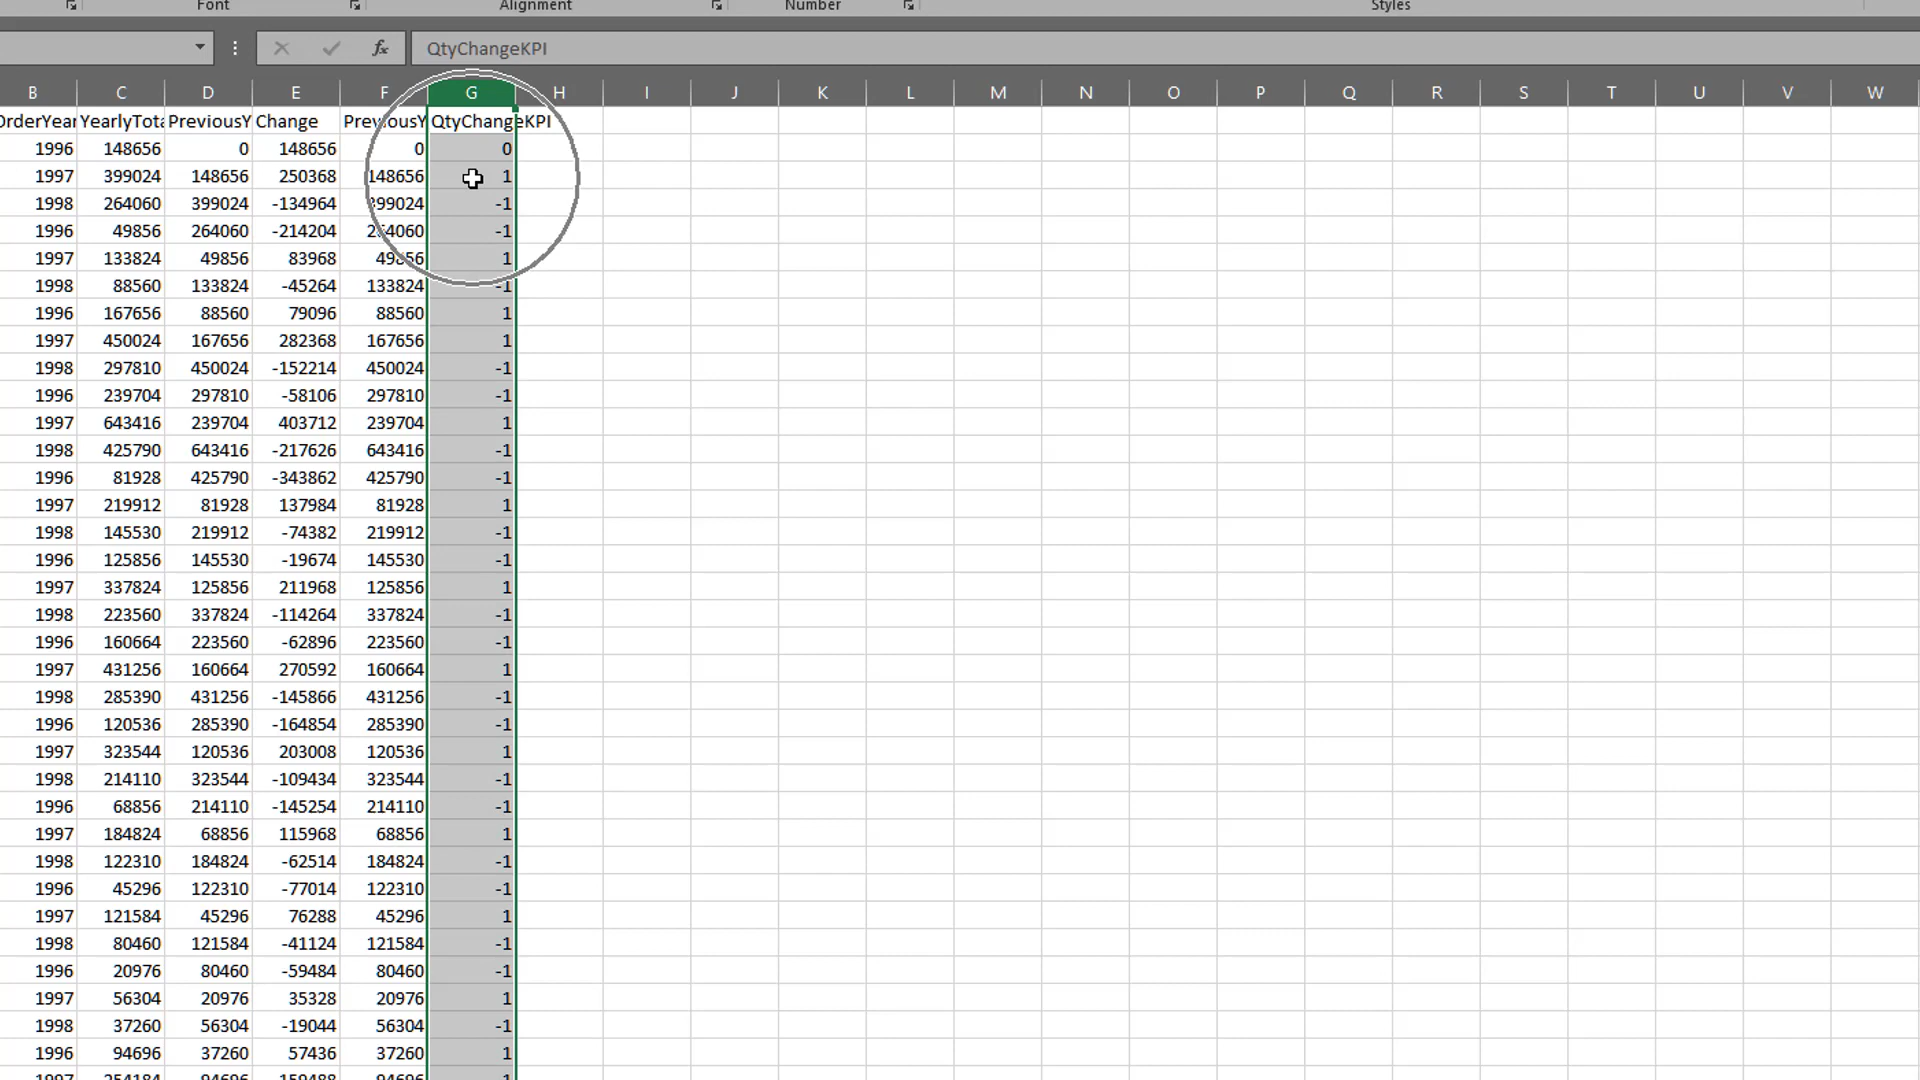 Font Alignment Number Styles
fx QtyChangeKPI
B C D E F G H I J K L M N O P Q R S T U V W
OrderYear YearlyTota PreviousY Change PreviousY QtyChangeKPI
1996 148656 0 148656 0 0
1997 399024 148656 250368 148656 1
1998 264060 399024 -134964 399024 -1
1996 49856 264060 -214204 264060 -1
1997 133824 49856 83968 49856 1
1998 88560 133824 -45264 133824 -1
1996 167656 88560 79096 88560 1
1997 450024 167656 282368 167656 1
1998 297810 450024 -152214 450024 -1
1996 239704 297810 -58106 297810 -1
1997 643416 239704 403712 239704 1
1998 425790 643416 -217626 643416 -1
1996 81928 425790 -343862 425790 -1
1997 219912 81928 137984 81928 1
1998 145530 219912 -74382 219912 -1
1996 125856 145530 -19674 145530 -1
1997 337824 125856 211968 125856 1
1998 223560 337824 -114264 337824 -1
1996 160664 223560 -62896 223560 -1
1997 431256 160664 270592 160664 1
1998 285390 431256 -145866 431256 -1
1996 120536 285390 -164854 285390 -1
1997 323544 120536 203008 120536 1
1998 214110 323544 -109434 323544 -1
1996 68856 214110 -145254 214110 -1
1997 184824 68856 115968 68856 1
1998 122310 184824 -62514 184824 -1
1996 45296 122310 -77014 122310 -1
1997 121584 45296 76288 45296 1
1998 80460 121584 -41124 121584 -1
1996 20976 80460 -59484 80460 -1
1997 56304 20976 35328 20976 1
1998 37260 56304 -19044 56304 -1
1996 94696 37260 57436 37260 1
1997 254184 94696 159488 94696 1